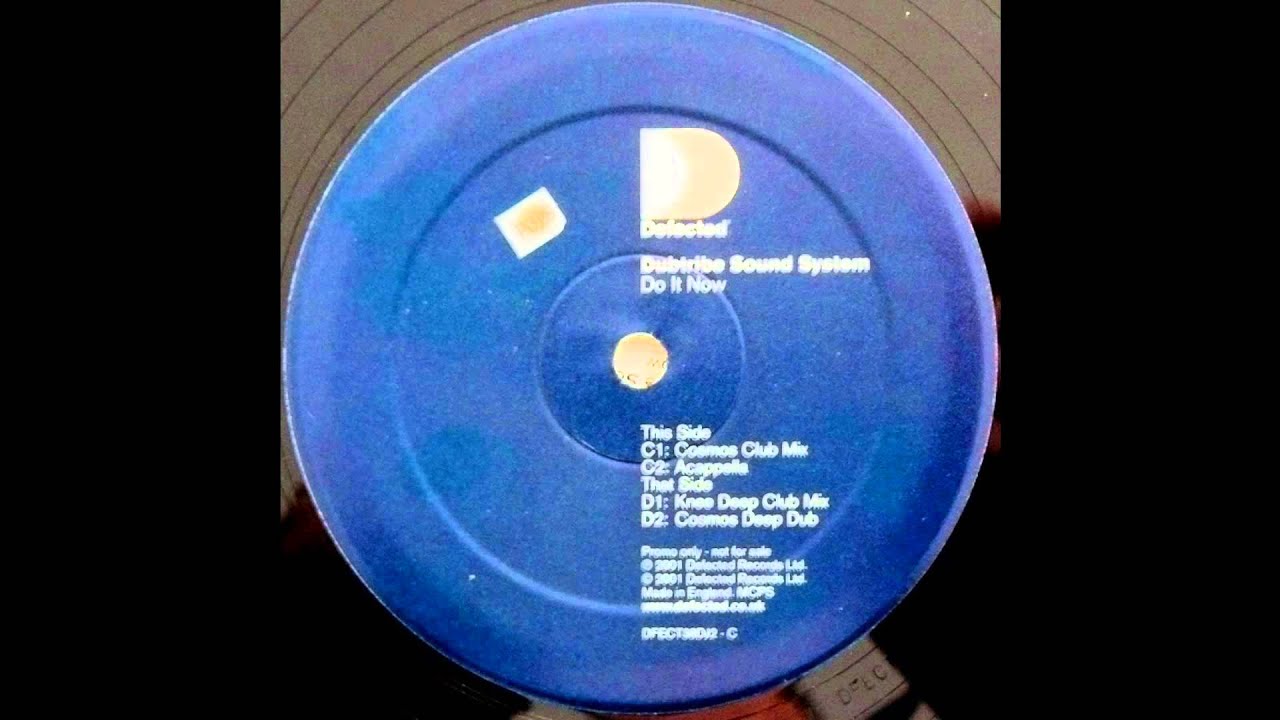 Defected
Dubtribe Sound System
Do It Now
This Side
C1: Cosmos Club Mix
C2: Acappella
That Side
D1: Knee Deep Club Mix
D2: Cosmos Deep Dub
Promo only - not for sale
℗ 2001 Defected Records Ltd.
© 2001 Defected Records Ltd.
Made in England. MCPS
www.defected.co.uk